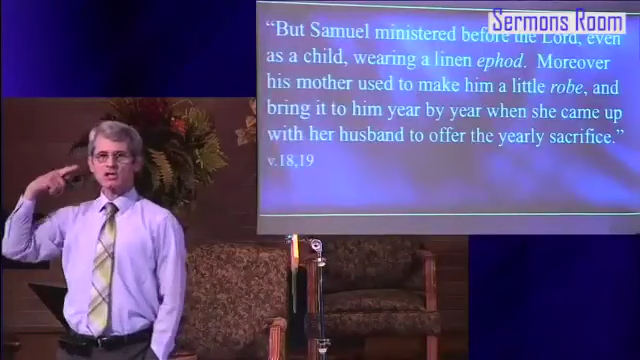 Sermons Room
“But Samuel ministered before the Lord, even
as a child, wearing a linen ephod.  Moreover
his mother used to make him a little robe, and
bring it to him year by year when she came up
with her husband to offer the yearly sacrifice.”
v.18,19